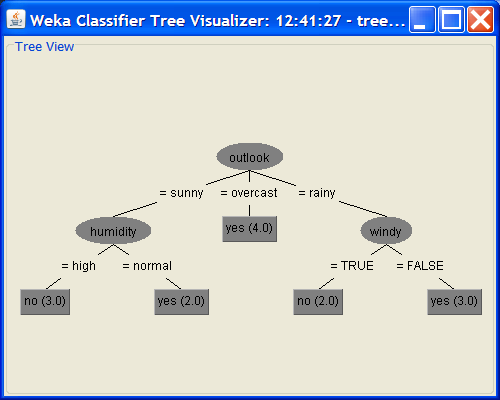 Weka Classifier Tree Visualizer: 12:41:27 - tree...
Tree View
outlook
= sunny = overcast = rainy
humidity yes (4.0) windy
= high = normal = TRUE = FALSE
no (3.0) yes (2.0) no (2.0) yes (3.0)